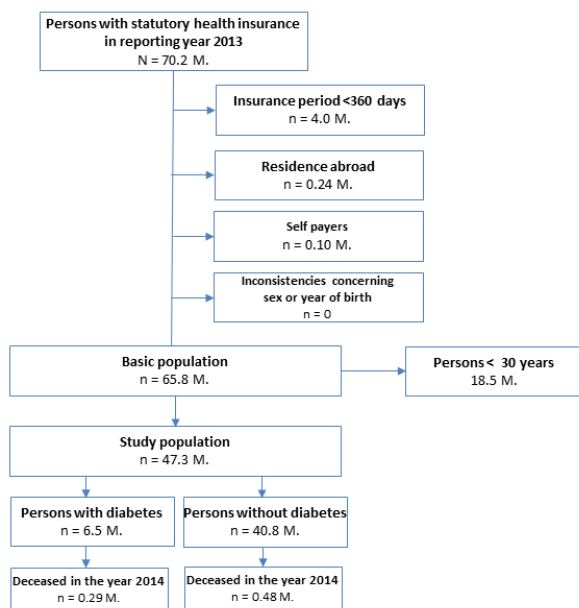 Persons with statutory health insurance
in reporting year 2013
N = 70.2 M.
Insurance period <360 days
n = 4.0 M.
Residence abroad
n = 0.24 M.
Self payers
n = 0.10 M.
Inconsistencies concerning
sex or year of birth
n = 0
Basic population
n = 65.8 M.
Persons < 30 years
18.5 M.
Study population
n = 47.3 M.
Persons with diabetes
n = 6.5 M.
Persons without diabetes
n = 40.8 M.
Deceased in the year 2014
n = 0.29 M.
Deceased in the year 2014
n = 0.48 M.